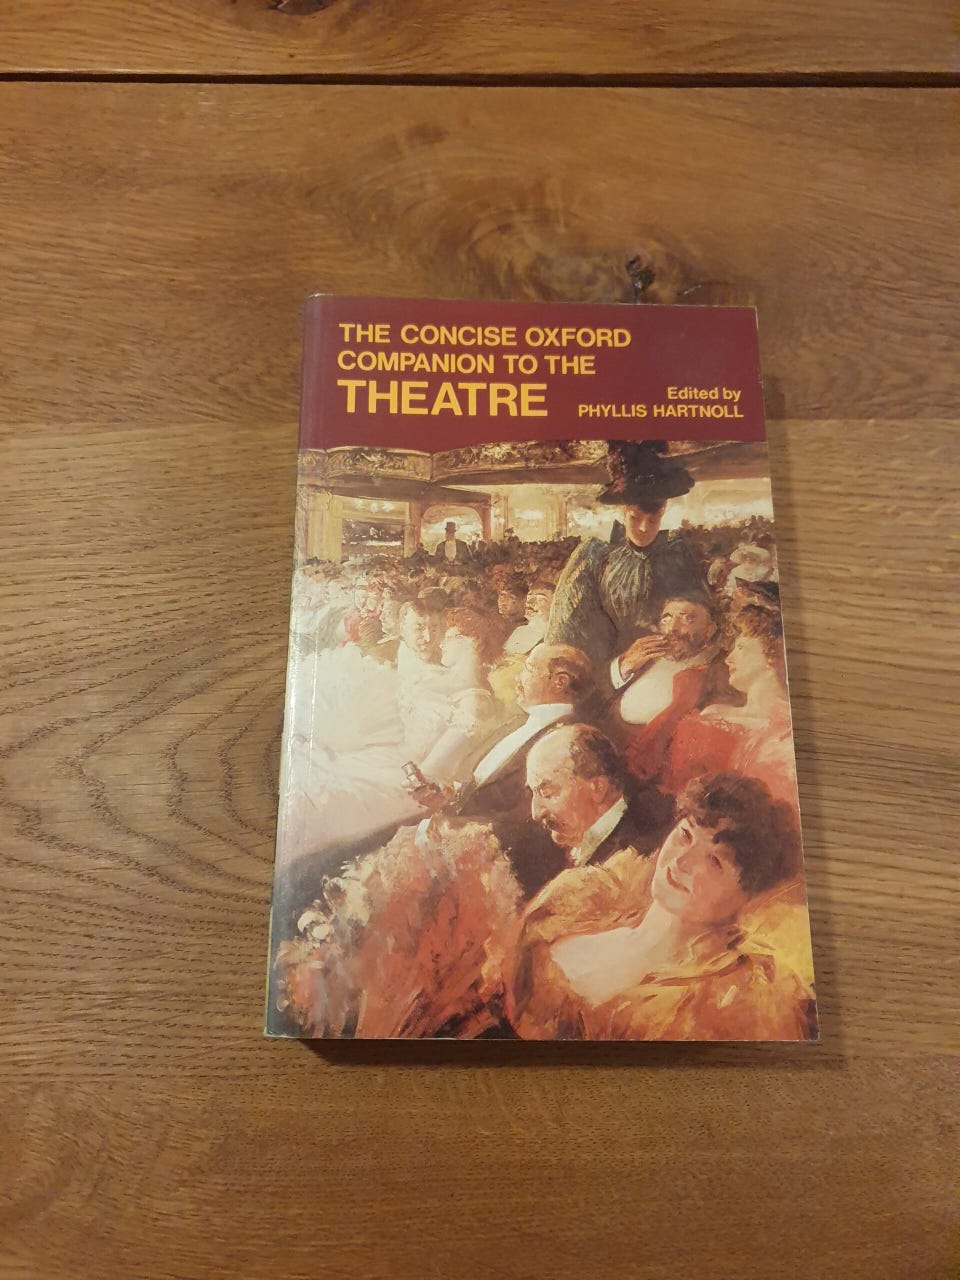 THE CONCISE OXFORD
COMPANION TO THE
THEATRE
Edited by
PHYLLIS HARTNOLL